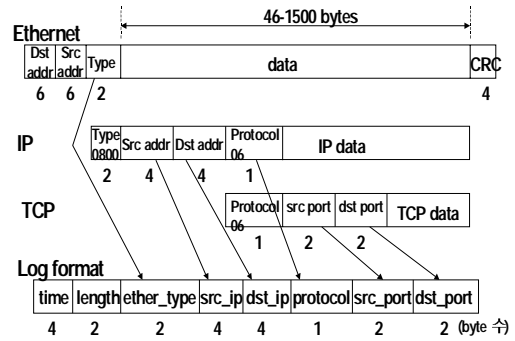 46-1500 bytes
Ethernet
Dst addr Src addr Type data CRC
6 6 2 4
IP
Type 0800 Src addr Dst addr Protocol 06 IP data
2 4 4 1
TCP
Protocol 06 src port dst port TCP data
1 2 2
Log format
time length ether_type src_ip dst_ip protocol src_port dst_port
4 2 2 4 4 1 2 2 (byte 수)